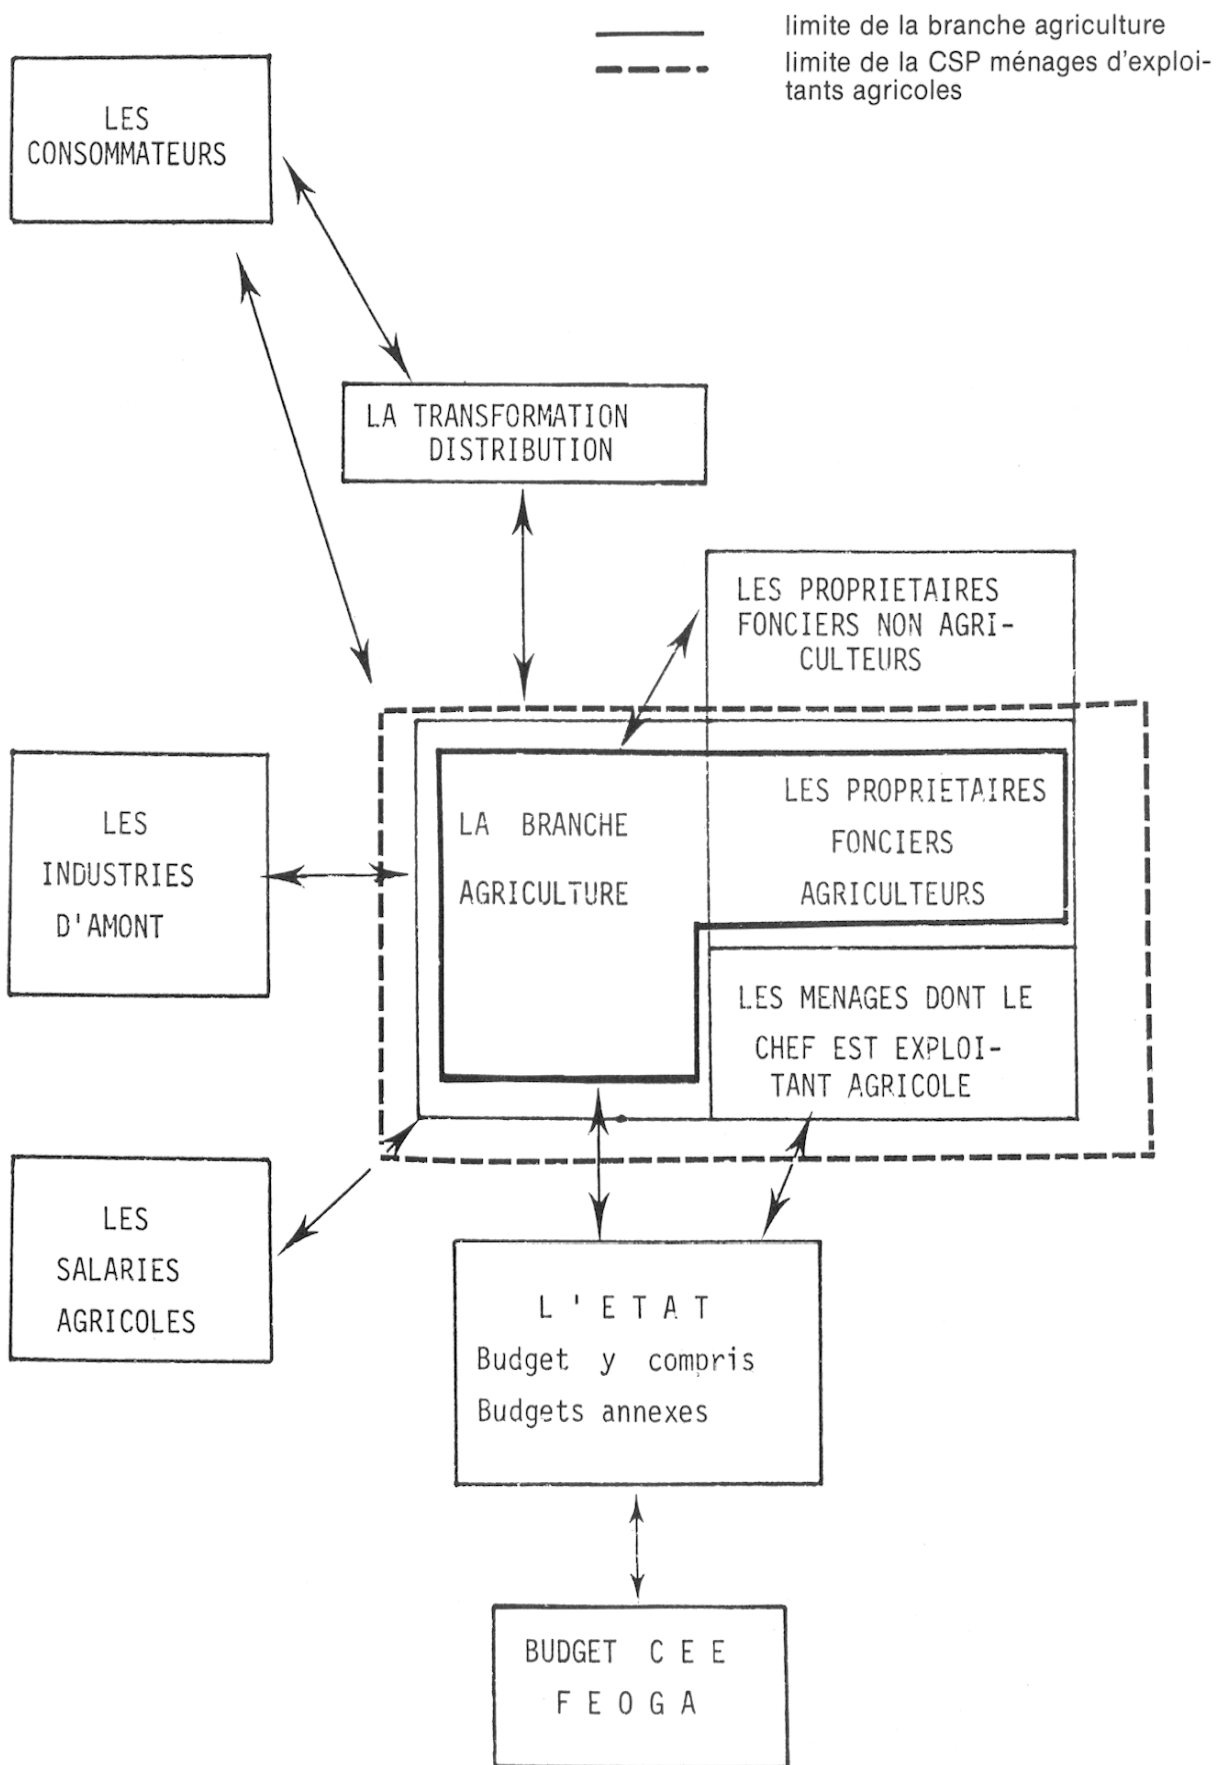 limite de la branche agriculture
limite de la CSP ménages d'exploi-
tants agricoles
LES
CONSOMMATEURS
LA TRANSFORMATION
DISTRIBUTION
LES PROPRIETAIRES
FONCIERS NON AGRI-
CULTEURS
LES
INDUSTRIES
D'AMONT
LA BRANCHE
AGRICULTURE
LES PROPRIETAIRES
FONCIERS
AGRICULTEURS
LES MENAGES DONT LE
CHEF EST EXPLOI-
TANT AGRICOLE
LES
SALARIES
AGRICOLES
L'ETAT
Budget y compris
Budgets annexes
BUDGET CEE
FEOGA